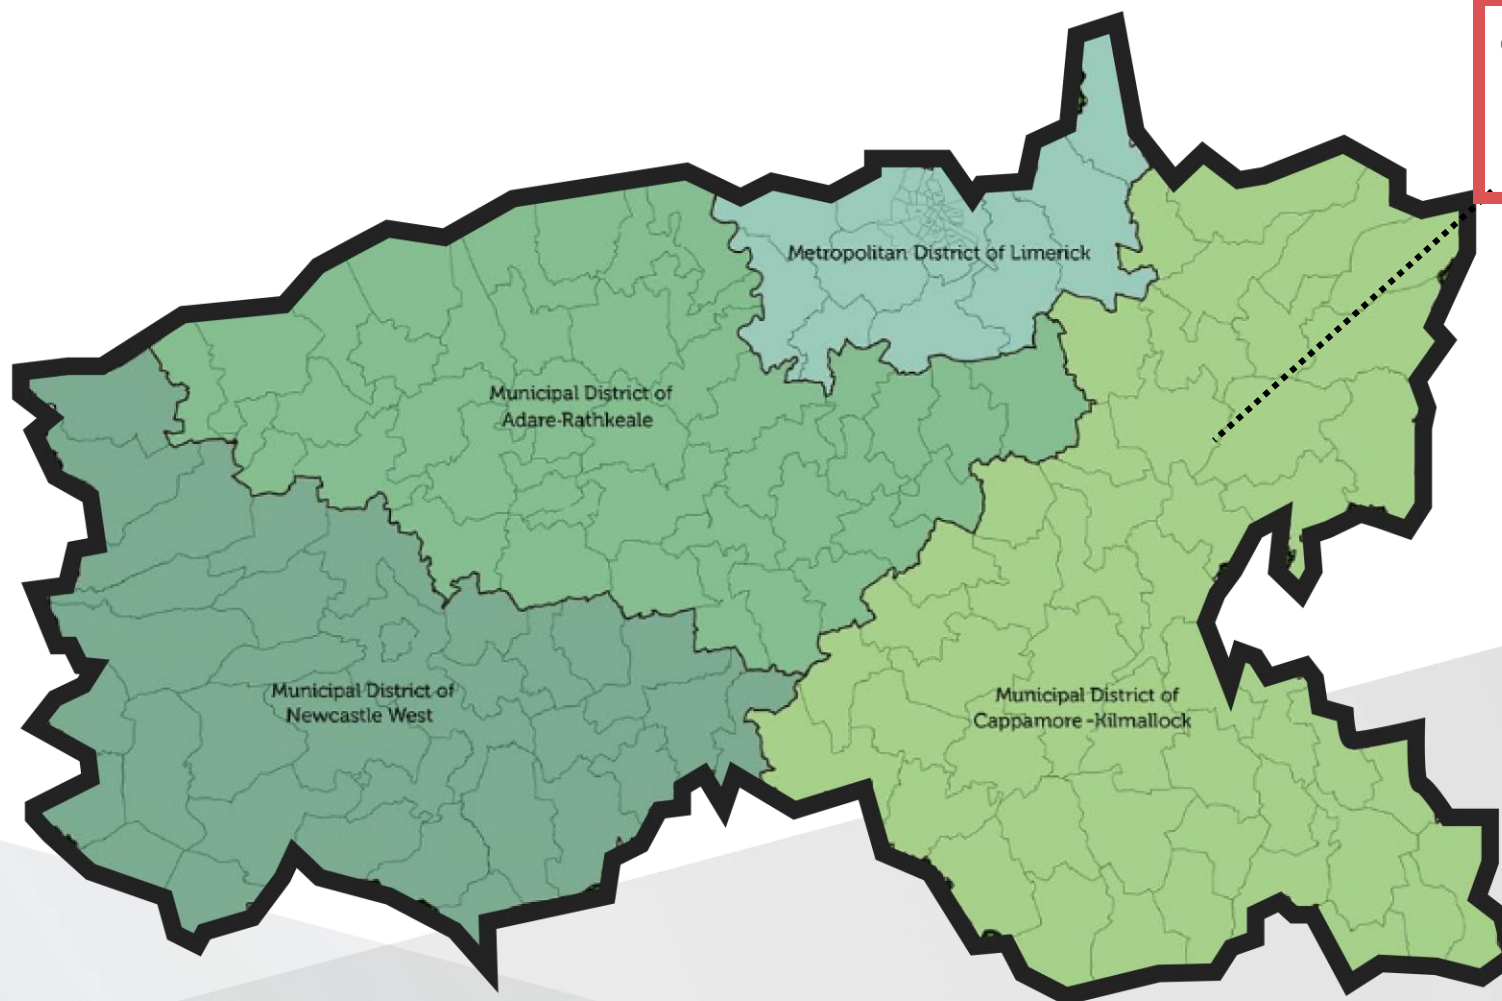 Metropolitan District of Limerick
Municipal District of
Adare-Rathkeale
Municipal District of
Newcastle West
Municipal District of
Cappamore -Kilmallock